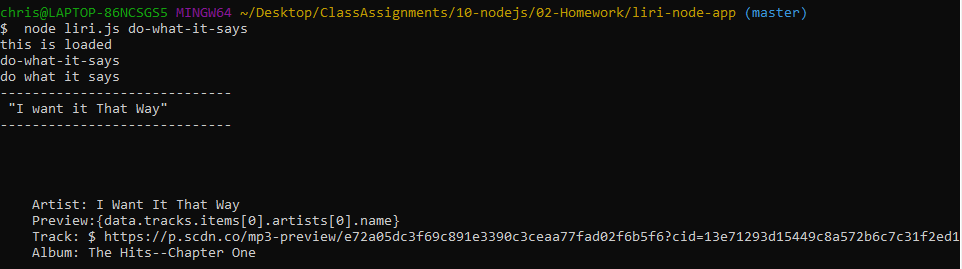 chris@LAPTOP-86NCSGS5 MINGW64 ~/Desktop/ClassAssignments/10-nodejs/02-Homework/liri-node-app (master)
$  node liri.js do-what-it-says
this is loaded
do-what-it-says
do what it says
-----------------------------
 "I want it That Way"
-----------------------------
    Artist: I Want It That Way
    Preview:{data.tracks.items[0].artists[0].name}
    Track: $ https://p.scdn.co/mp3-preview/e72a05dc3f69c891e3390c3ceaa77fad02f6b5f6?cid=13e71293d15449c8a572b6c7c31f2ed1
    Album: The Hits--Chapter One